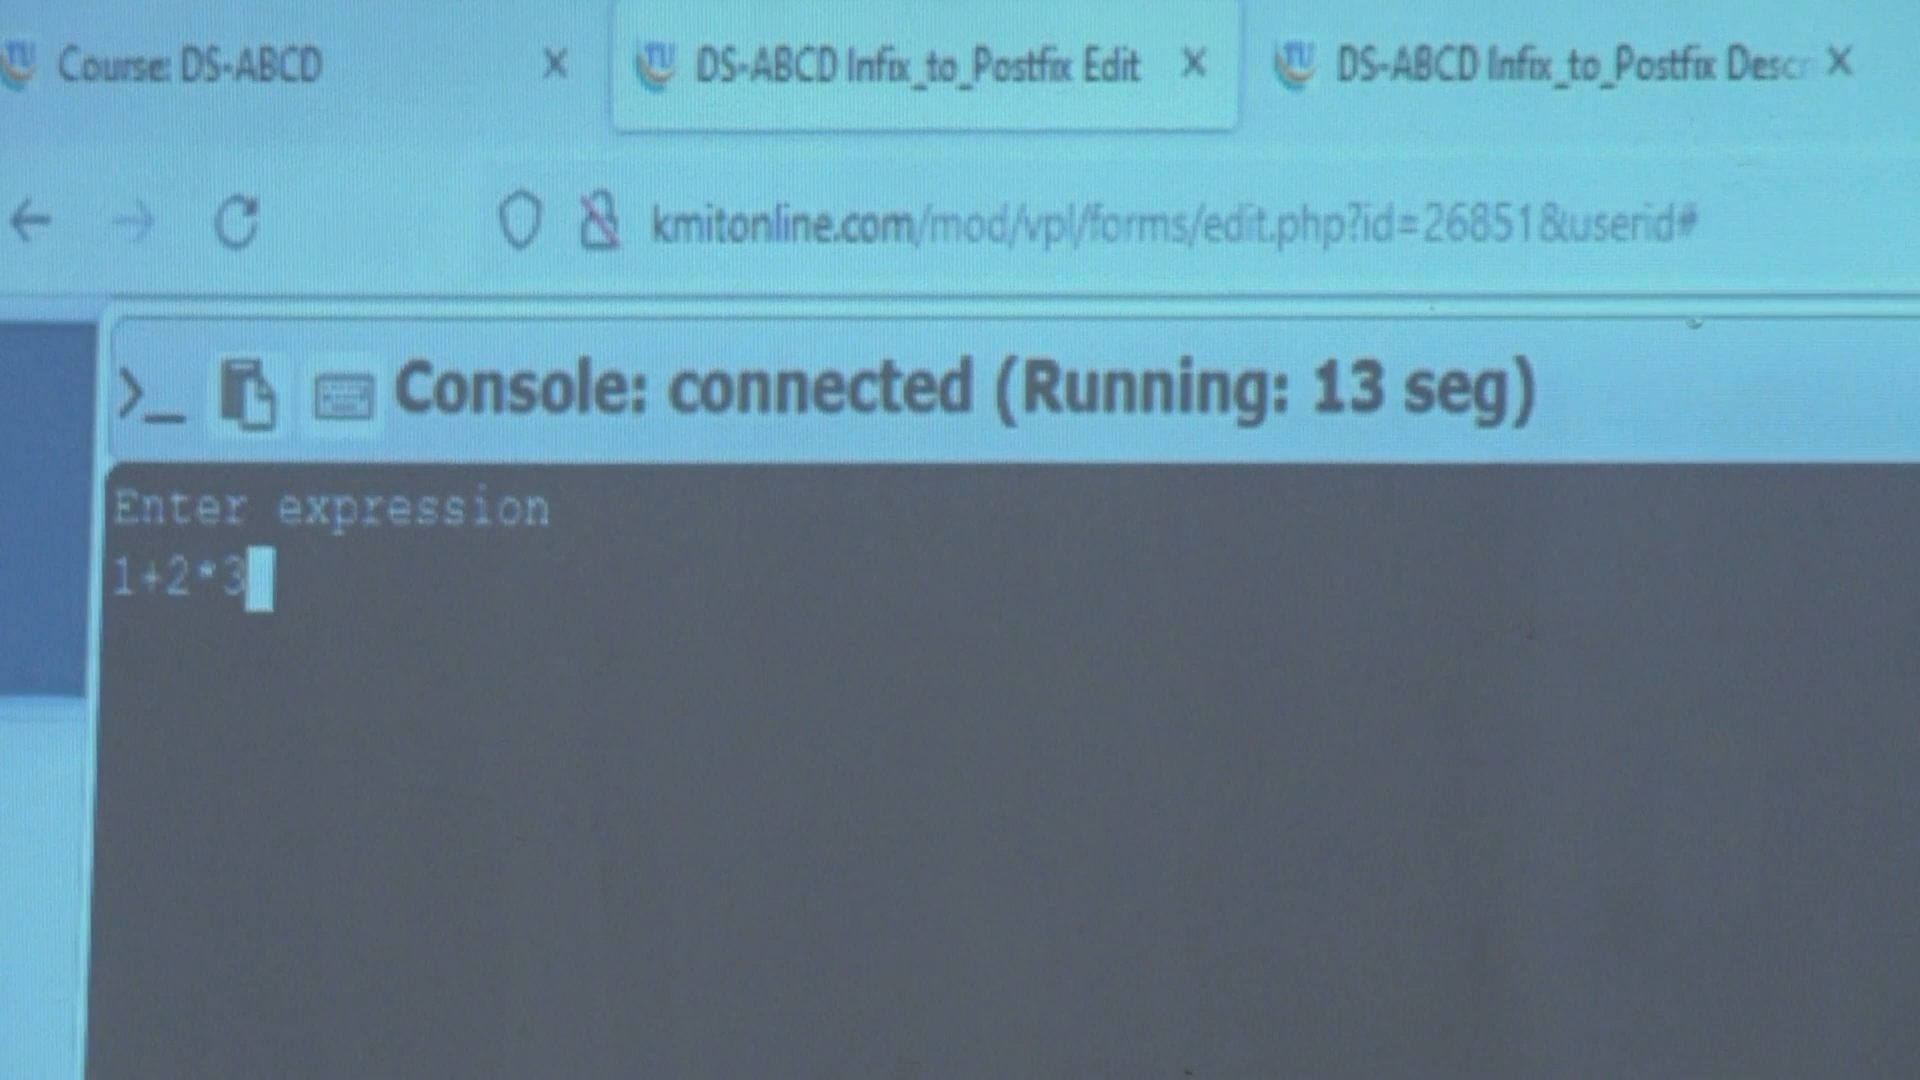 Course: DS-ABCD
DS-ABCD Infix_to_Postfix Edit
DS-ABCD Infix_to_Postfix Descr
kmitonline.com/mod/vpl/forms/edit.php?id=26851&userid#
Console: connected (Running: 13 seg)
Enter expression
1+2*3